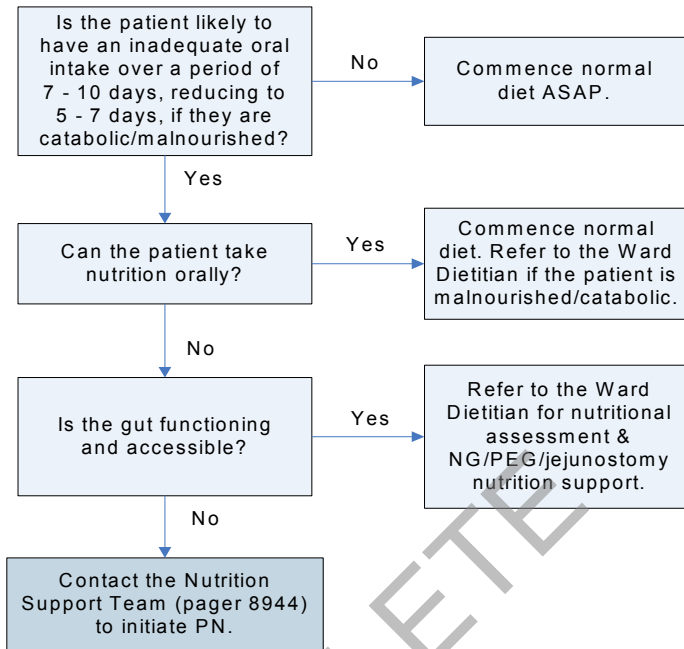 Is the patient likely to
have an inadequate oral
intake over a period of
7 - 10 days, reducing to
5 - 7 days, if they are
catabolic/malnourished?
No
Commence normal
diet ASAP.
Yes
Can the patient take
nutrition orally?
Yes
Commence normal
diet. Refer to the Ward
Dietitian if the patient is
malnourished/catabolic.
No
Is the gut functioning
and accessible?
Yes
Refer to the Ward
Dietitian for nutritional
assessment &
NG/PEG/jejunostomy
nutrition support.
No
Contact the Nutrition
Support Team (pager 8944)
to initiate PN.
ETE